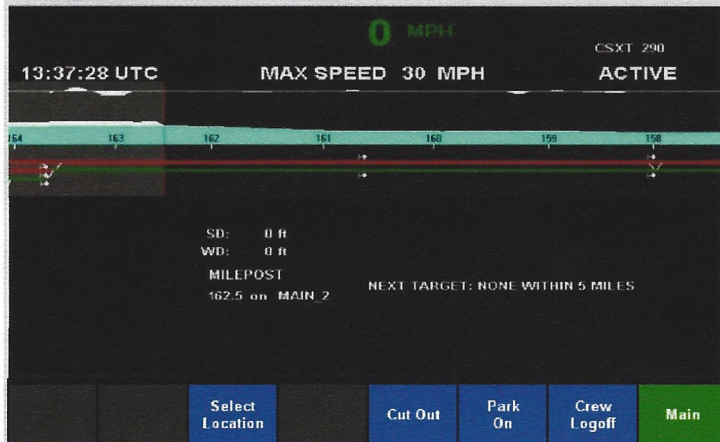 0 MPH
CSXT 290
13:37:28 UTC MAX SPEED 30 MPH ACTIVE
164 163 162 161 160 159 158
SD: 0 ft
WD: 0 ft
MILEPOST
162.5 on MAIN_2
NEXT TARGET: NONE WITHIN 5 MILES
Select Location
Cut Out
Park On
Crew Logoff
Main